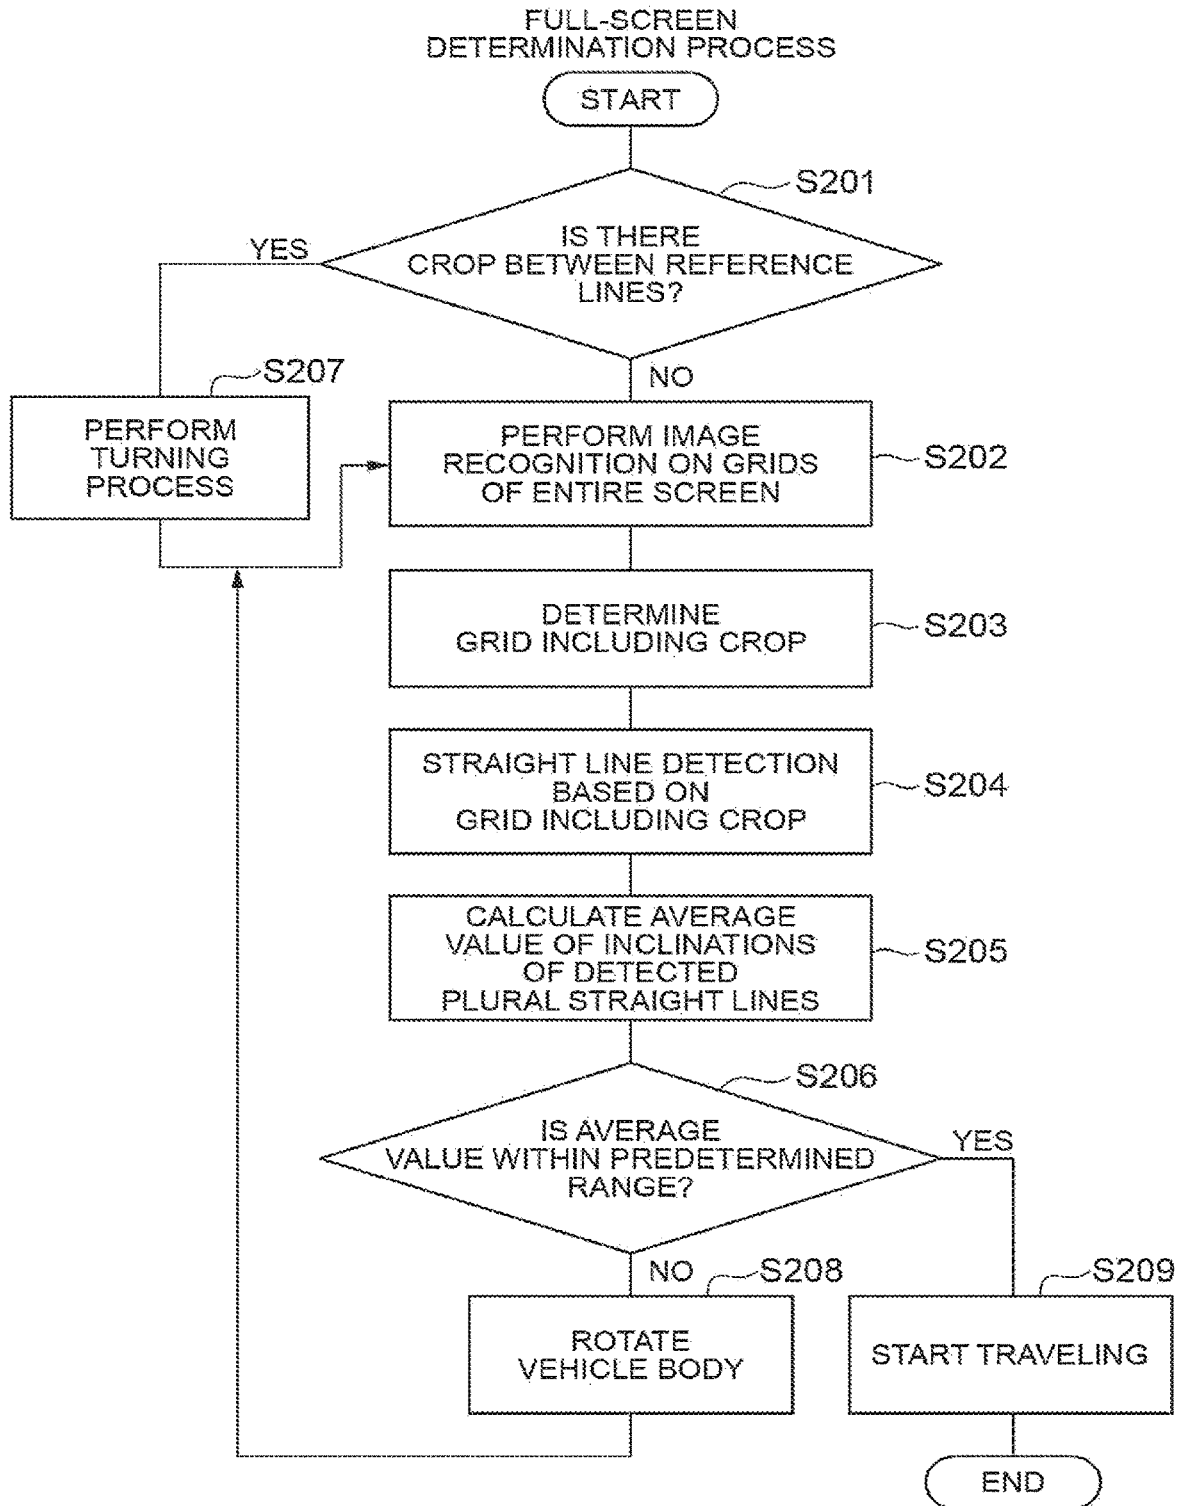 FULL-SCREEN
DETERMINATION PROCESS
START
S201
YES
IS THERE
CROP BETWEEN REFERENCE
LINES?
S207
NO
PERFORM
TURNING
PROCESS
PERFORM IMAGE
RECOGNITION ON GRIDS
OF ENTIRE SCREEN
S202
DETERMINE
GRID INCLUDING CROP
S203
STRAIGHT LINE DETECTION
BASED ON
GRID INCLUDING CROP
S204
CALCULATE AVERAGE
VALUE OF INCLINATIONS
OF DETECTED
PLURAL STRAIGHT LINES
S205
S206
IS AVERAGE
VALUE WITHIN PREDETERMINED
RANGE?
YES
NO
S208
S209
ROTATE
VEHICLE BODY
START TRAVELING
END